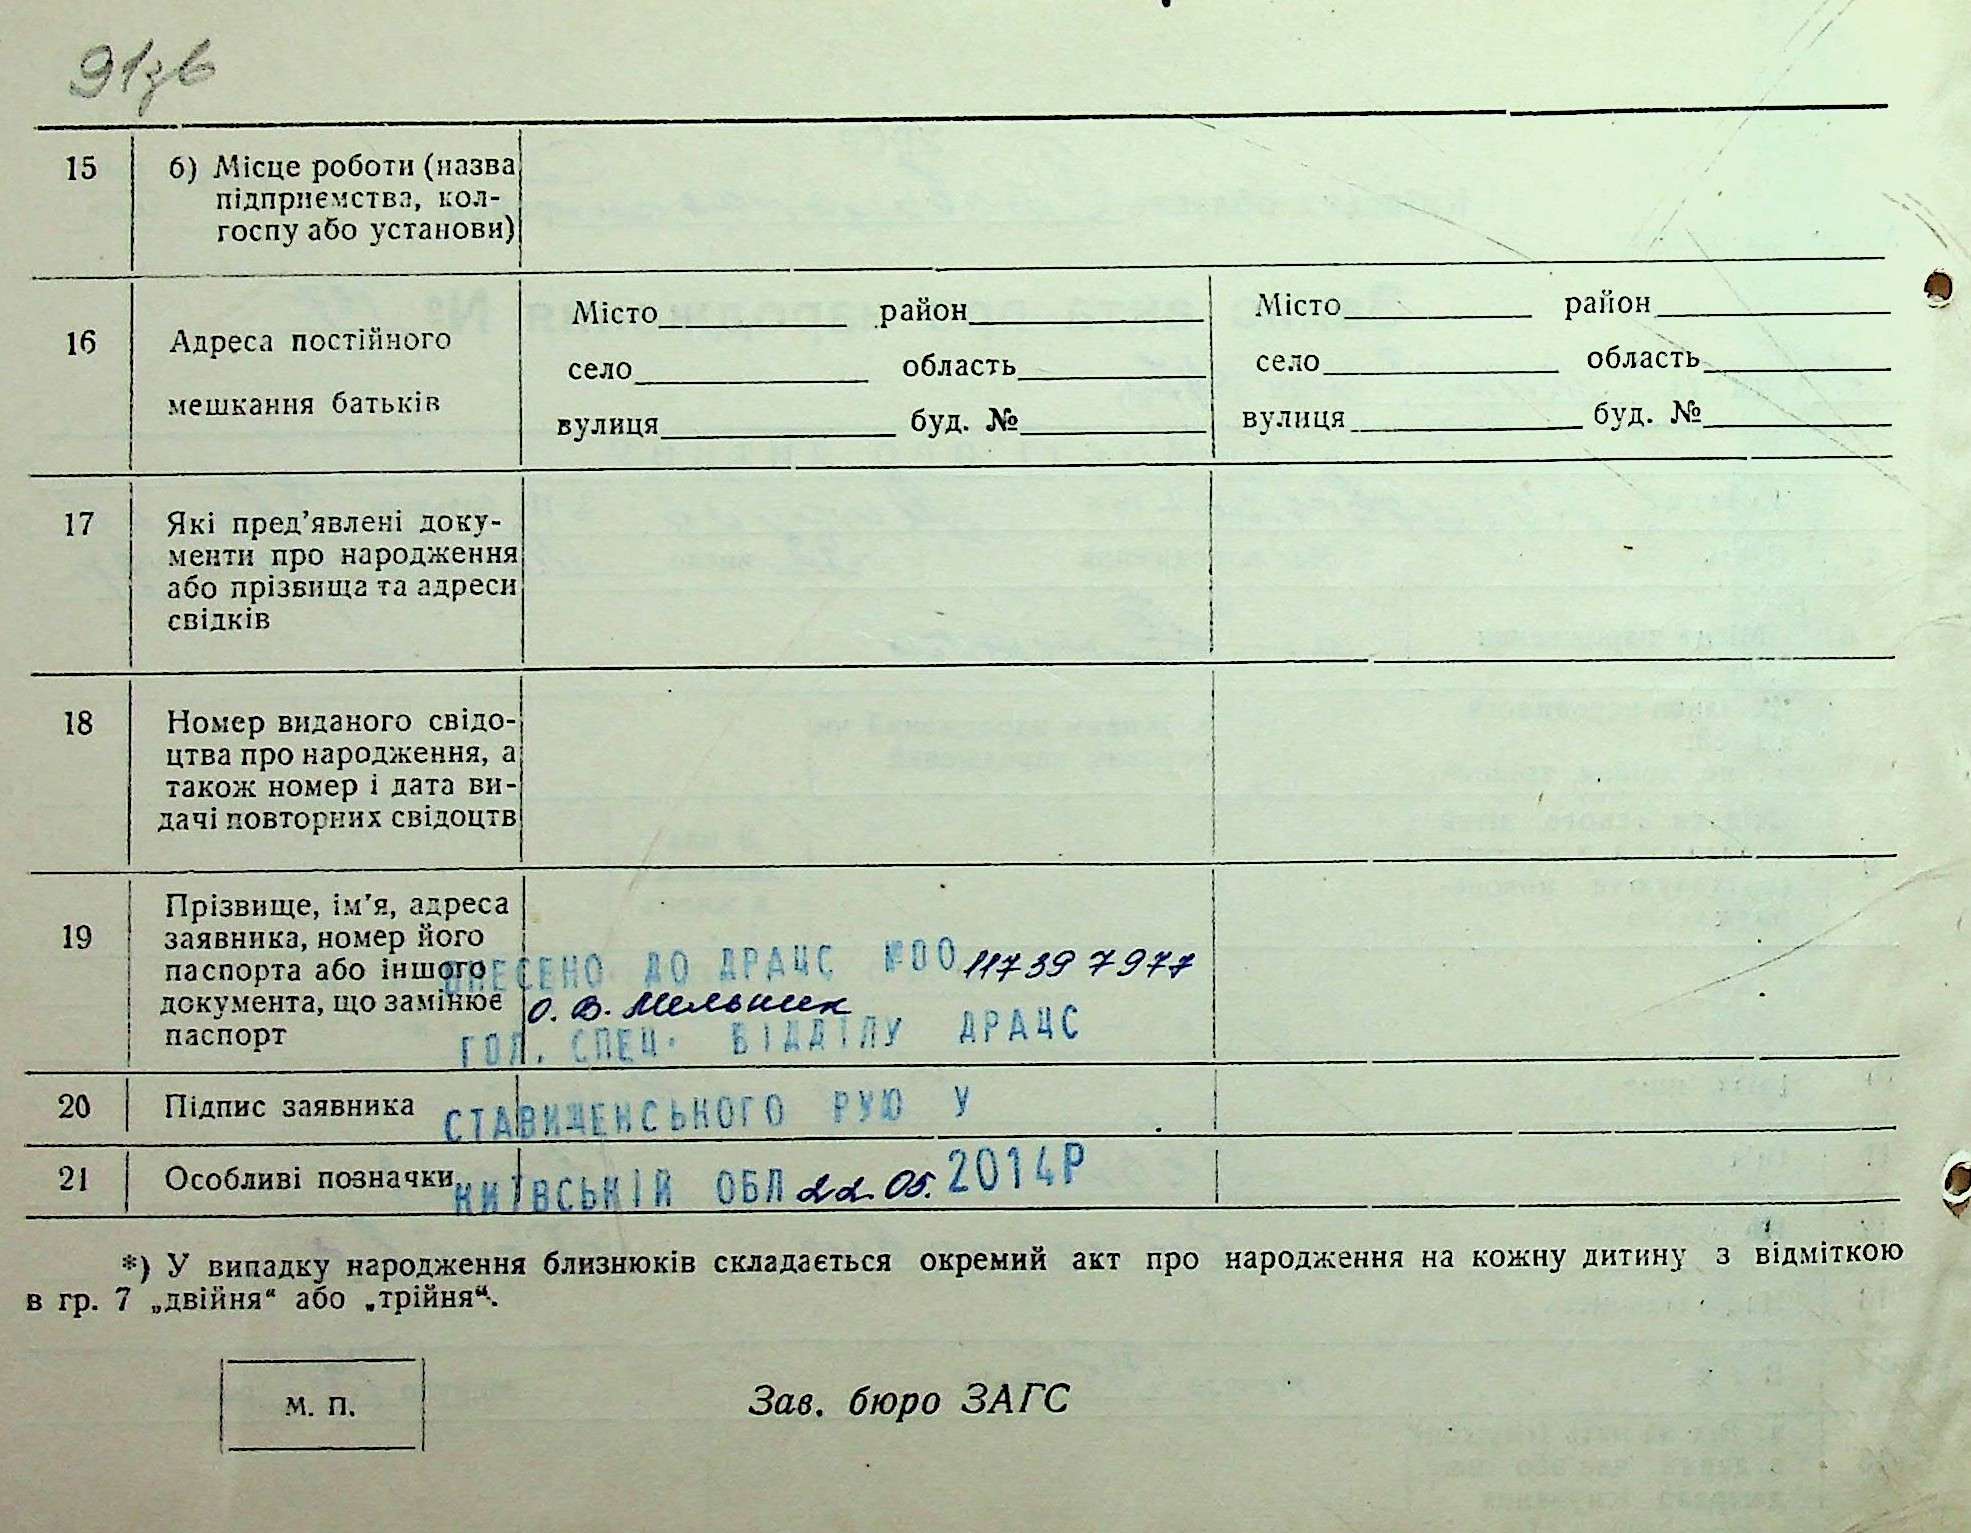 91зв
15 б) Місце роботи (назва
підприємства, кол-
госпу або установи)
16 Адреса постійного
мешкання батьків
Місто район Місто район
село область село область
вулиця буд. № вулиця буд. №
17 Які пред’явлені доку-
менти про народження
або прізвища та адреси
свідків
18 Номер виданого свідо-
цтва про народження, а
також номер і дата ви-
дачі повторних свідоцтв
19 Прізвище, ім’я, адреса
заявника, номер його
паспорта або іншого
документа, що замінює
паспорт
ВНЕСЕНО ДО ДРАЦС №00 117397977
О. В. Мельник
ГОЛ. СПЕЦ. ВІДДІЛУ ДРАЦС
20 Підпис заявника
СТАВИЩЕНСЬКОГО РУЮ У
21 Особливі позначки
КИЇВСЬКІЙ ОБЛ 22.05. 2014Р
*) У випадку народження близнюків складається окремий акт про народження на кожну дитину з відміткою
в гр. 7 „двійня“ або „трійня“.
М. П. Зав. бюро ЗАГС